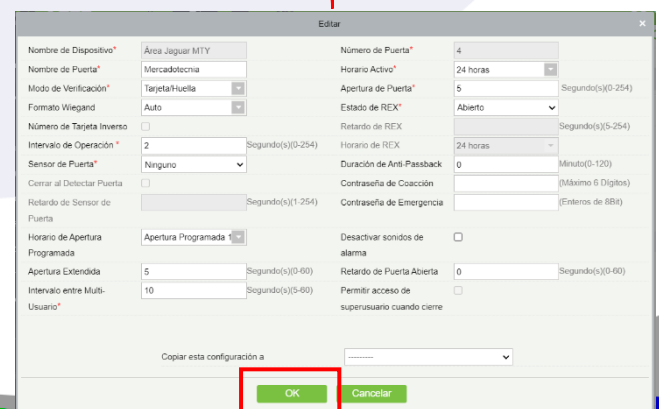 Editar ×
Nombre de Dispositivo* Área Jaguar MTY Número de Puerta* 4
Nombre de Puerta* Mercadotecnia Horario Activo* 24 horas
Modo de Verificación* Tarjeta/Huella Apertura de Puerta* 5 Segundo(s)(0-254)
Formato Wiegand Auto Estado de REX* Abierto
Número de Tarjeta Inverso Retardo de REX Segundo(s)(5-254)
Intervalo de Operación * 2 Segundo(s)(0-254) Horario de REX 24 horas
Sensor de Puerta* Ninguno Duración de Anti-Passback 0 Minuto(0-120)
Cerrar al Detectar Puerta Contraseña de Coacción (Máximo 6 Dígitos)
Retardo de Sensor de Segundo(s)(1-254) Contraseña de Emergencia (Enteros de 8Bit)
Puerta
Horario de Apertura Apertura Programada 1 Desactivar sonidos de
Programada alarma
Apertura Extendida 5 Segundo(s)(0-60) Retardo de Puerta Abierta 0 Segundo(s)(0-60)
Intervalo entre Multi- 10 Segundo(s)(5-60) Permitir acceso de
Usuario* superusuario cuando cierre
Copiar esta configuración a ---------
OK Cancelar